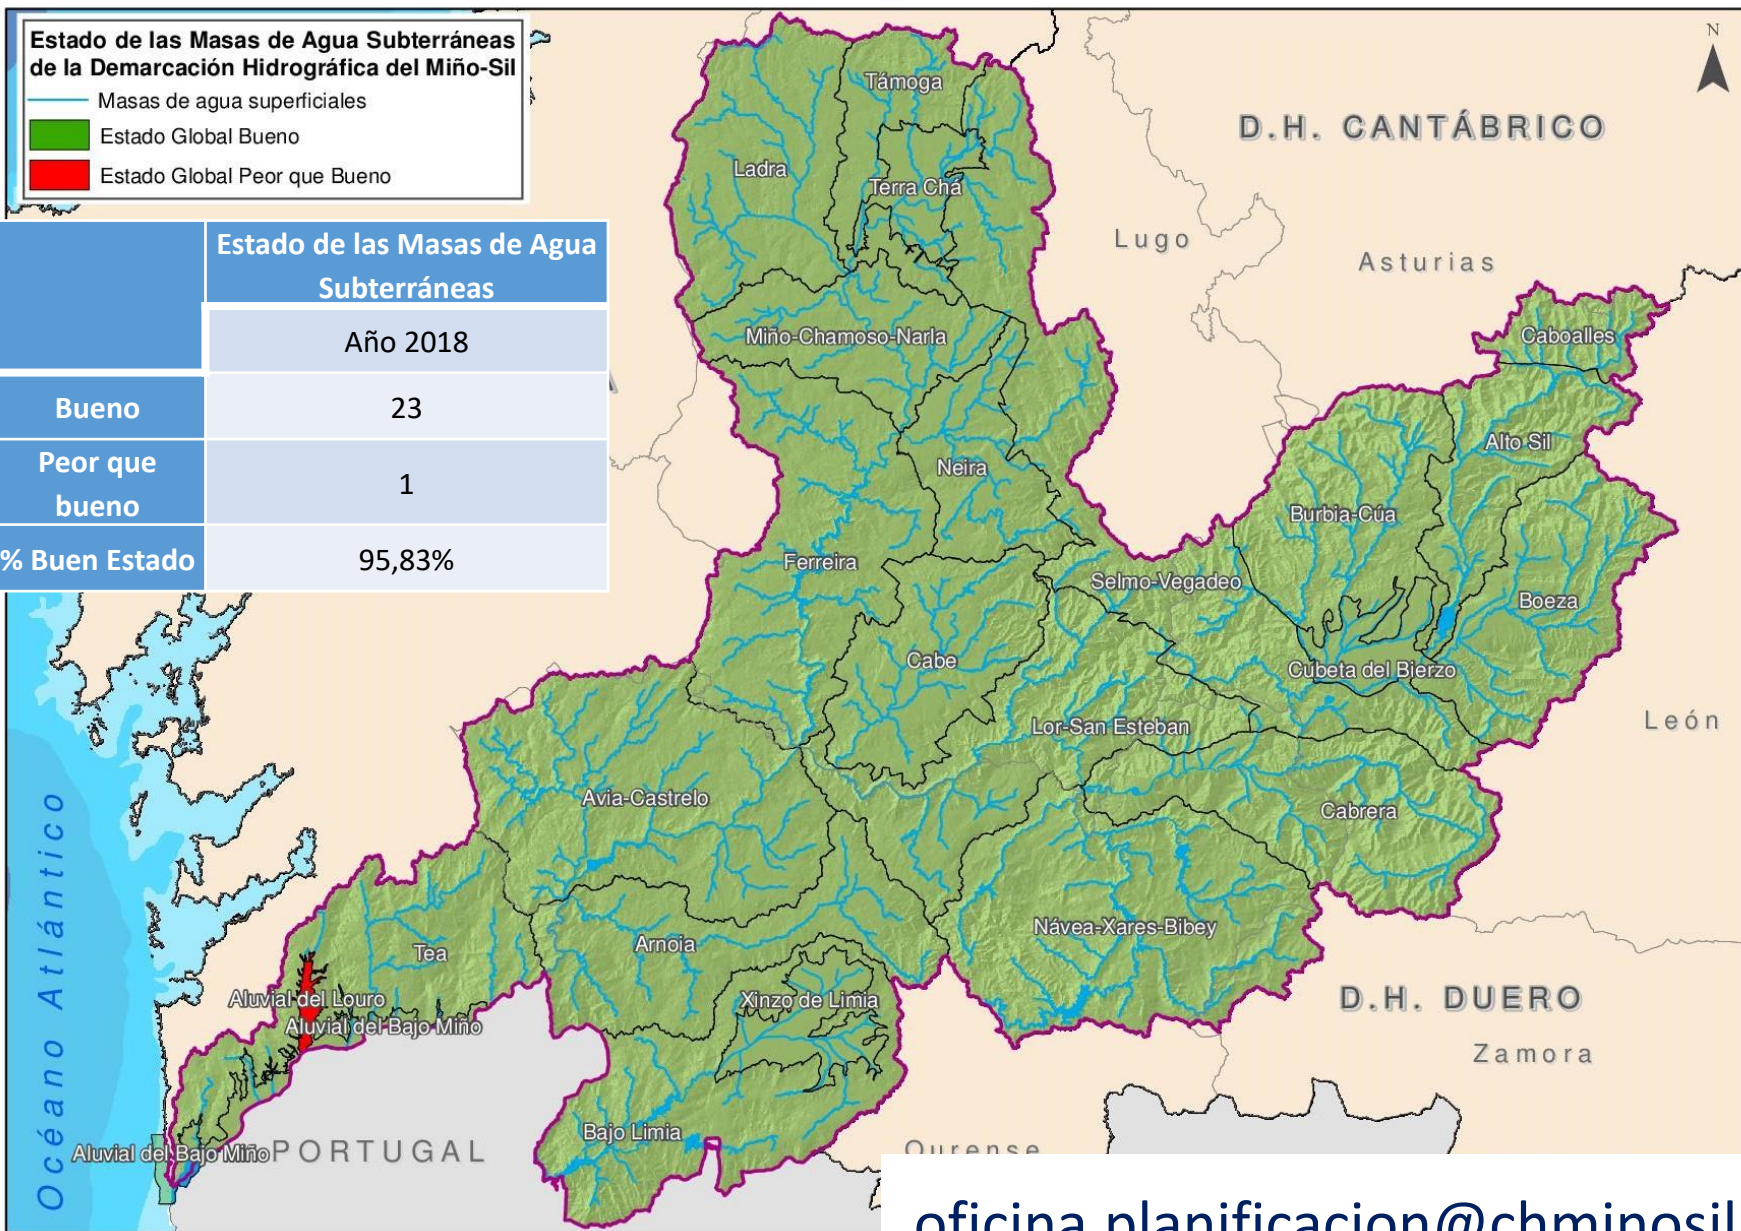 Estado de las Masas de Agua Subterráneas
de la Demarcación Hidrográfica del Miño-Sil
Masas de agua superficiales
Estado Global Bueno
Estado Global Peor que Bueno
Estado de las Masas de Agua
Subterráneas
Año 2018
Bueno 23
Peor que
bueno
1
% Buen Estado 95,83%
N
D.H. CANTÁBRICO
Lugo
Asturias
Támoga
Ladra
Terra Chá
Miño-Chamoso-Narla
Caboalles
Alto Sil
Neira
Burbia-Cúa
Ferreira
Selmo-Vegadeo
Boeza
Cabe
Cubeta del Bierzo
León
Lor-San Esteban
Avia-Castrelo
Cabrera
Océano Atlántico
Návea-Xares-Bibey
Arnoia
Tea
Aluvial del Louro
Xinzo de Limia
D.H. DUERO
Aluvial del Bajo Miño
Zamora
Bajo Limia
Aluvial del Bajo Miño
PORTUGAL
Ourense
oficina.planificacion@chminosil